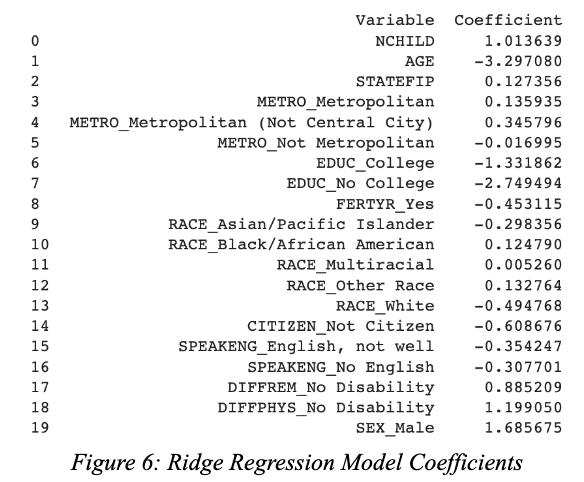 Variable Coefficient
0 NCHILD 1.013639
1 AGE -3.297080
2 STATEFIP 0.127356
3 METRO_Metropolitan 0.135935
4 METRO_Metropolitan (Not Central City) 0.345796
5 METRO_Not Metropolitan -0.016995
6 EDUC_College -1.331862
7 EDUC_No College -2.749494
8 FERTYR_Yes -0.453115
9 RACE_Asian/Pacific Islander -0.298356
10 RACE_Black/African American 0.124790
11 RACE_Multiracial 0.005260
12 RACE_Other Race 0.132764
13 RACE_White -0.494768
14 CITIZEN_Not Citizen -0.608676
15 SPEAKENG_English, not well -0.354247
16 SPEAKENG_No English -0.307701
17 DIFFREM_No Disability 0.885209
18 DIFFPHYS_No Disability 1.199050
19 SEX_Male 1.685675
Figure 6: Ridge Regression Model Coefficients